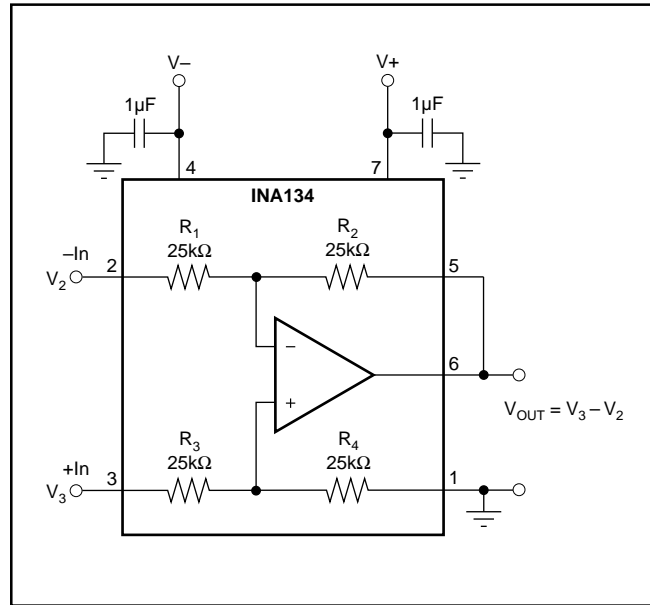 V– V+
1µF 1µF
4 7
INA134
R1 R2
–In 25kΩ 25kΩ
V2 2 5
–
6
+
VOUT = V3 – V2
R3 R4
+In 25kΩ 25kΩ
V3 3 1